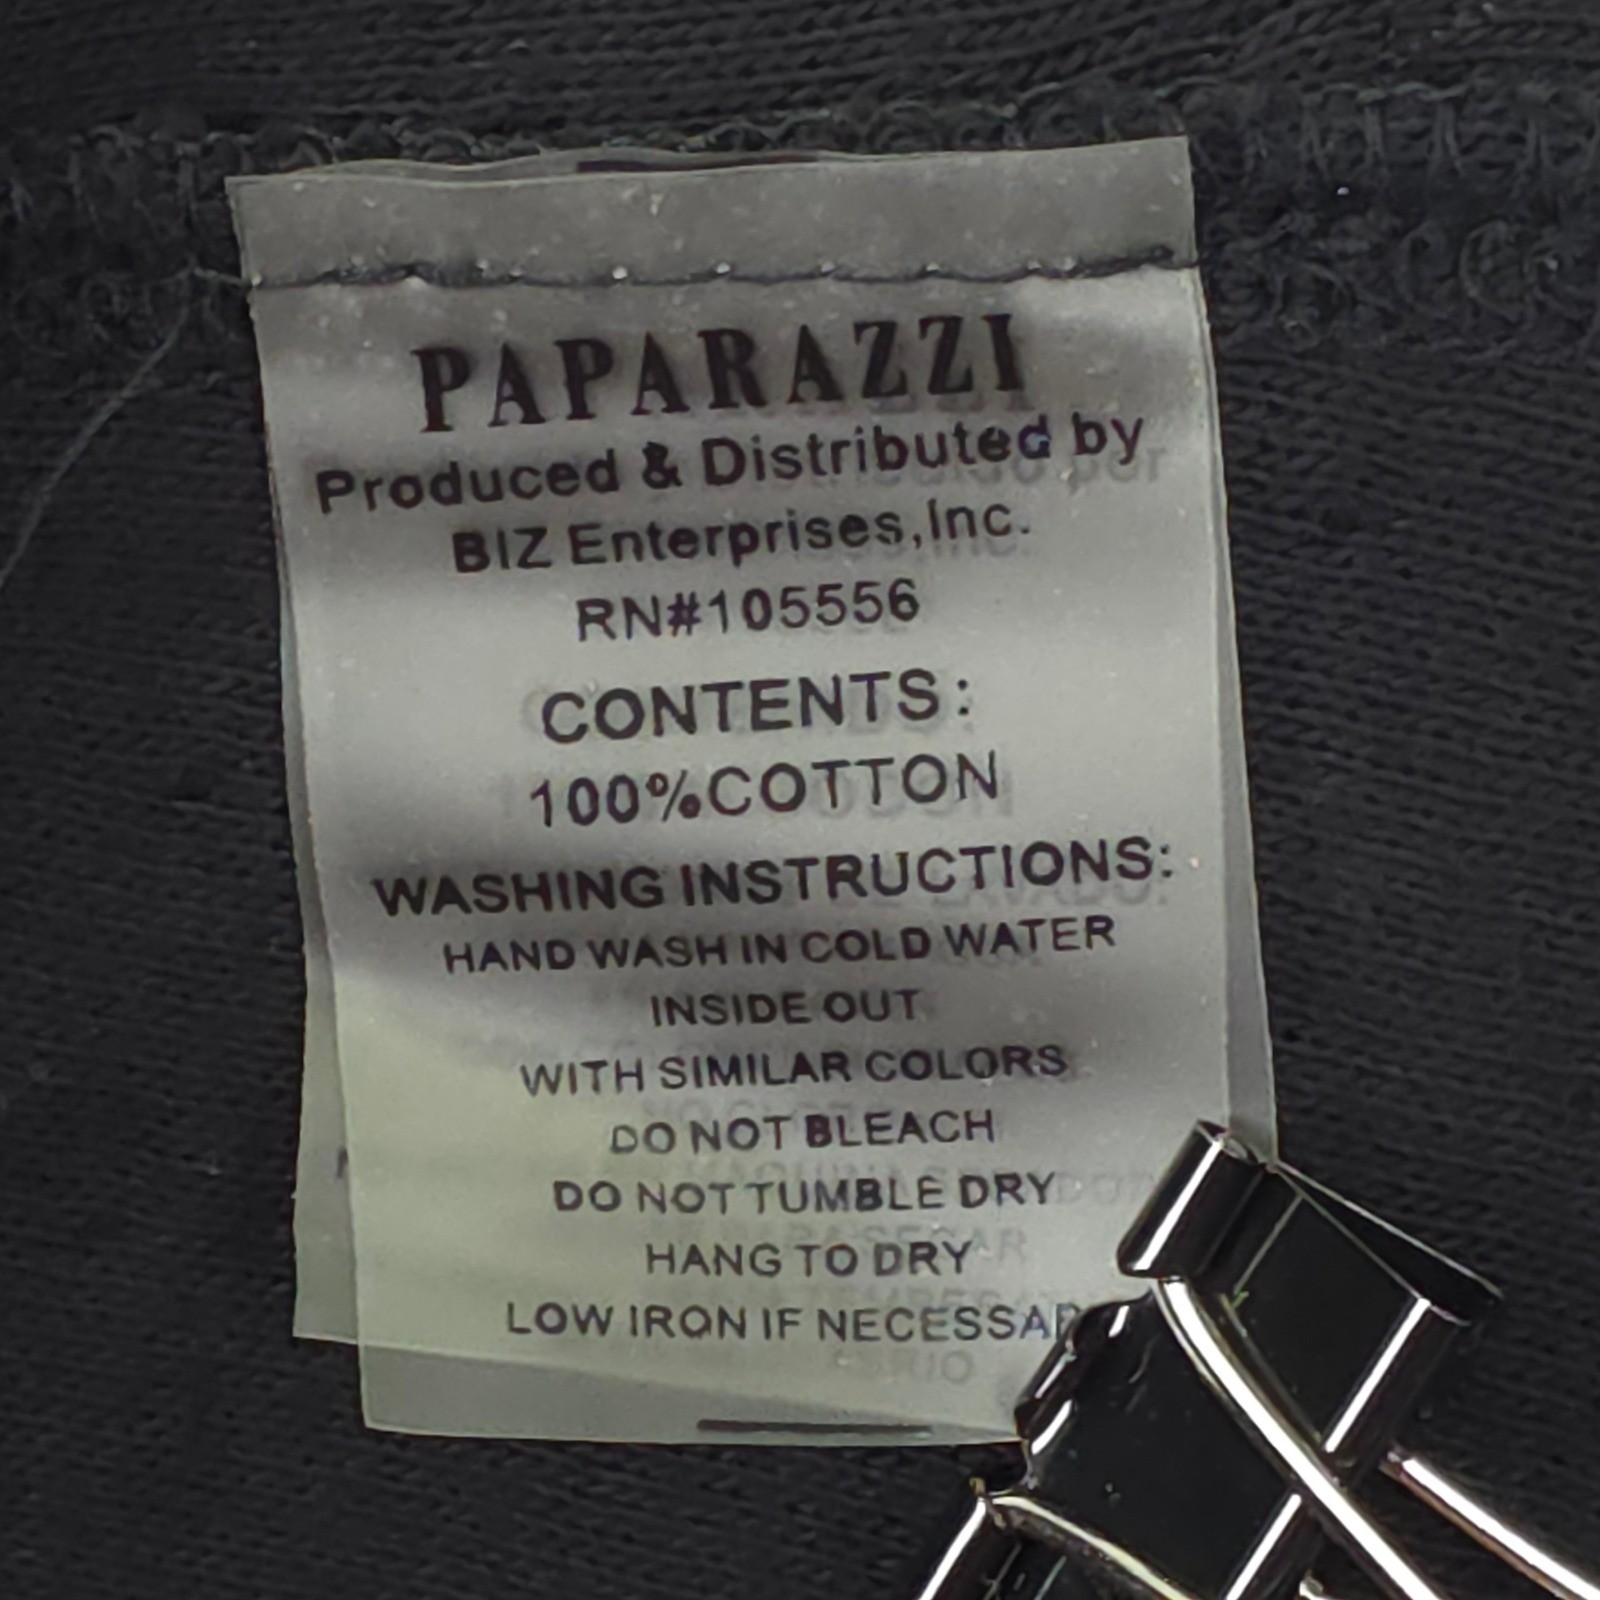 PAPARAZZI
Produced & Distributed by
BIZ Enterprises,Inc.
RN#105556
CONTENTS:
100%COTTON
WASHING INSTRUCTIONS:
HAND WASH IN COLD WATER
INSIDE OUT
WITH SIMILAR COLORS
DO NOT BLEACH
DO NOT TUMBLE DRY
HANG TO DRY
LOW IRON IF